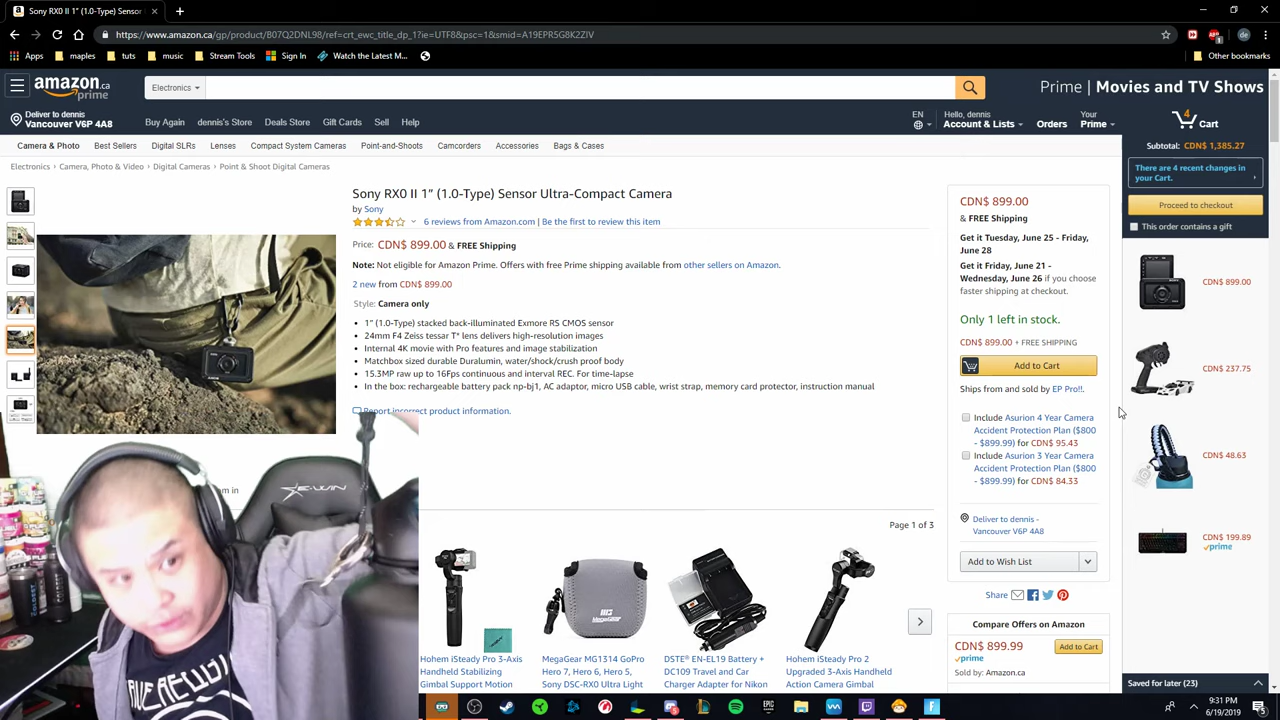 Sony RX0 II 1" (1.0-Type) Sensor
https://www.amazon.ca/gp/product/B07Q2DNL98/ref=crt_ewc_title_dp_1?ie=UTF8&psc=1&smid=A19EPR5G8K2ZIV
Apps
maples
tuts
music
Stream Tools
Sign In
Watch the Latest M...
Other bookmarks
amazon.ca
prime
Electronics
Prime | Movies and TV Shows
Deliver to dennis
Vancouver V6P 4A8
Buy Again
dennis's Store
Deals Store
Gift Cards
Sell
Help
EN
Hello, dennis
Account & Lists
Orders
Your
Prime
4
Cart
Camera & Photo
Best Sellers
Digital SLRs
Lenses
Compact System Cameras
Point-and-Shoots
Camcorders
Accessories
Bags & Cases
Subtotal: CDN$ 1,385.27
There are 4 recent changes in
your Cart.
Proceed to checkout
This order contains a gift
Electronics › Camera, Photo & Video › Digital Cameras › Point & Shoot Digital Cameras
Sony RX0 II 1" (1.0-Type) Sensor Ultra-Compact Camera
by Sony
6 reviews from Amazon.com | Be the first to review this item
Price: CDN$ 899.00 & FREE Shipping
Note: Not eligible for Amazon Prime. Offers with free Prime shipping available from other sellers on Amazon.
2 new from CDN$ 899.00
Style: Camera only
• 1" (1.0-Type) stacked back-illuminated Exmore RS CMOS sensor
• 24mm F4 Zeiss tessar T* lens delivers high-resolution images
• Internal 4K movie with Pro features and image stabilization
• Matchbox sized durable Duralumin, water/shock/crush proof body
• 15.3MP raw up to 16Fps continuous and interval REC. For time-lapse
• In the box: rechargeable battery pack np-bj1, AC adaptor, micro USB cable, wrist strap, memory card protector, instruction manual
Report incorrect product information.
CDN$ 899.00
& FREE Shipping
Get it Tuesday, June 25 - Friday,
June 28
Get it Friday, June 21 -
Wednesday, June 26 if you choose
faster shipping at checkout.
Only 1 left in stock.
CDN$ 899.00 + FREE SHIPPING
Add to Cart
Ships from and sold by EP Pro!!.
Include Asurion 4 Year Camera
Accident Protection Plan ($800
- $899.99) for CDN$ 95.43
Include Asurion 3 Year Camera
Accident Protection Plan ($800
- $899.99) for CDN$ 84.33
Deliver to dennis -
Vancouver V6P 4A8
Add to Wish List
Share
Compare Offers on Amazon
CDN$ 899.99
prime
Add to Cart
Sold by: Amazon.ca
CDN$ 899.00
CDN$ 237.75
CDN$ 48.63
CDN$ 199.89
prime
Saved for later (23)
m in
E-WIN
Page 1 of 3
MegaGear
Hohem iSteady Pro 3-Axis
Handheld Stabilizing
Gimbal Support Motion
MegaGear MG1314 GoPro
Hero 7, Hero 6, Hero 5,
Sony DSC-RX0 Ultra Light
DSTE® EN-EL19 Battery +
DC109 Travel and Car
Charger Adapter for Nikon
Hohem iSteady Pro 2
Upgraded 3-Axis Handheld
Action Camera Gimbal
9:31 PM
6/19/2019